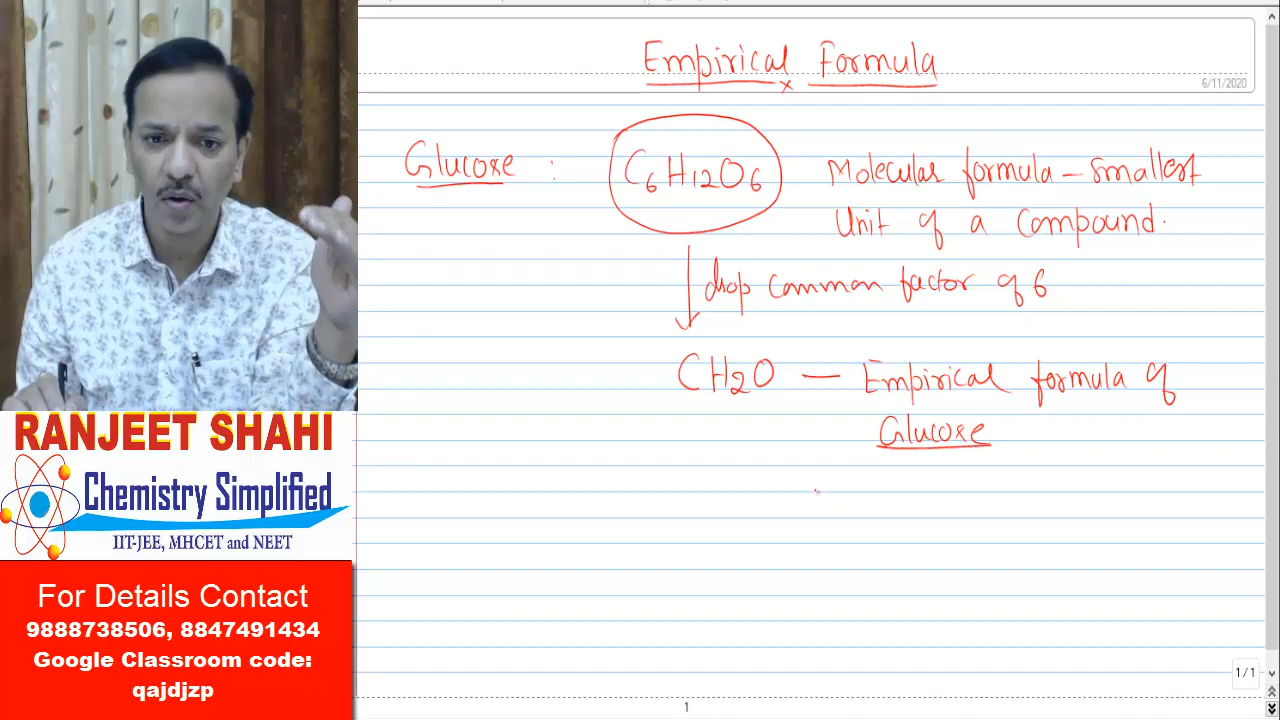 Empirical Formula
6/11/2020
Glucose : C6H12O6 Molecular formula - smallest
Unit of a Compound.
drop common factor of 6
CH2O — Empirical formula of
Glucose
RANJEET SHAHI
Chemistry Simplified
IIT-JEE, MHCET and NEET
For Details Contact
9888738506, 8847491434
Google Classroom code:
qajdjzp
1/1
1